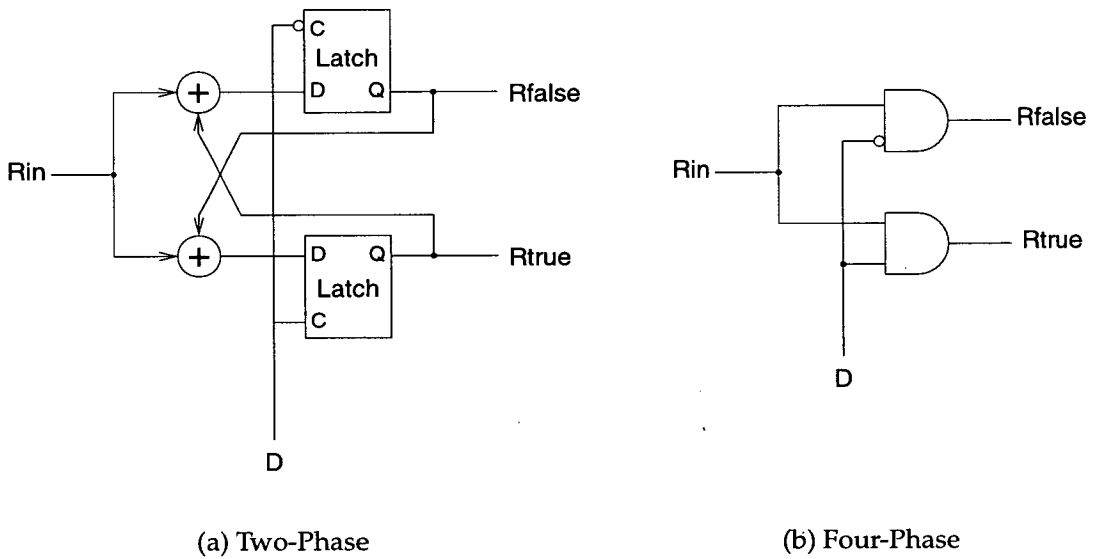 C
Latch
D Q
Rfalse
Rin
D Q
Rtrue
Latch
C
D
(a) Two-Phase
Rfalse
Rin
Rtrue
D
(b) Four-Phase